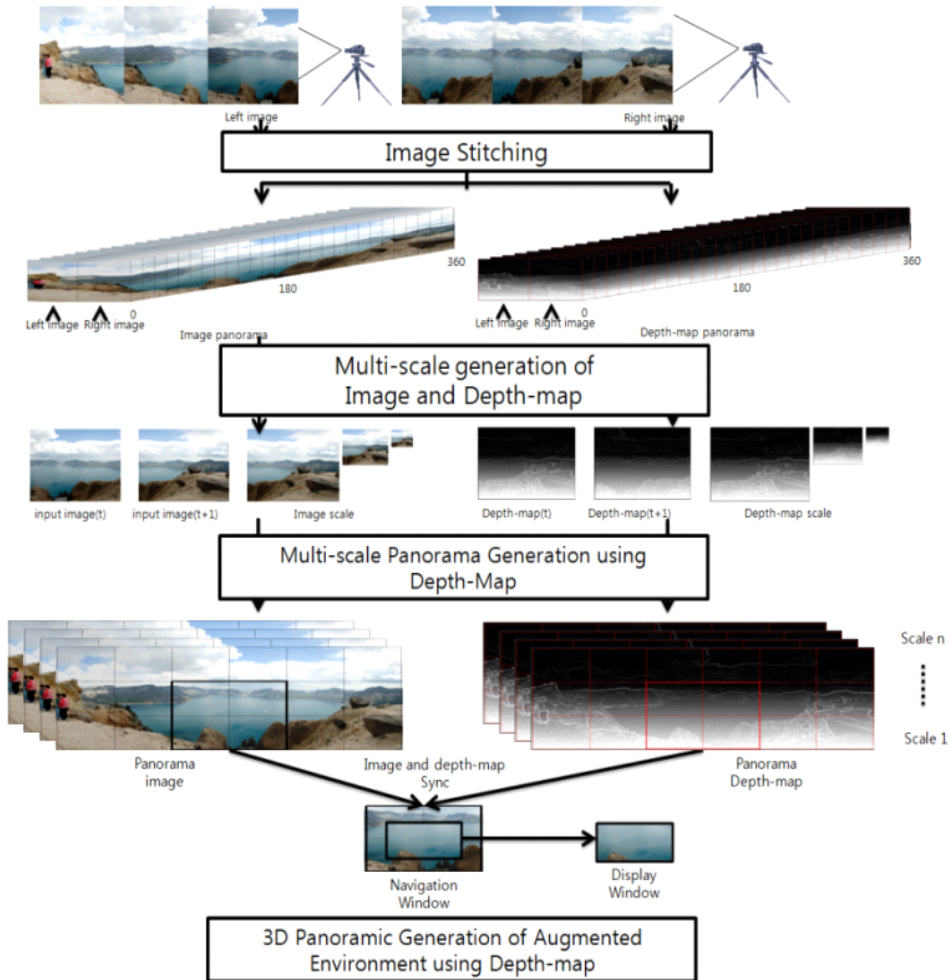 Left image
Right image
Image Stitching
360
180
0
Left image
Right image
Image panorama
360
180
0
Left image
Right image
Depth-map panorama
Multi-scale generation of
Image and Depth-map
input image(t)
input image(t+1)
Image scale
Depth-map(t)
Depth-map(t+1)
Depth-map scale
Multi-scale Panorama Generation using
Depth-Map
Scale n
Scale 1
Panorama
image
Image and depth-map
Sync
Panorama
Depth-map
Navigation
Window
Display
Window
3D Panoramic Generation of Augmented
Environment using Depth-map